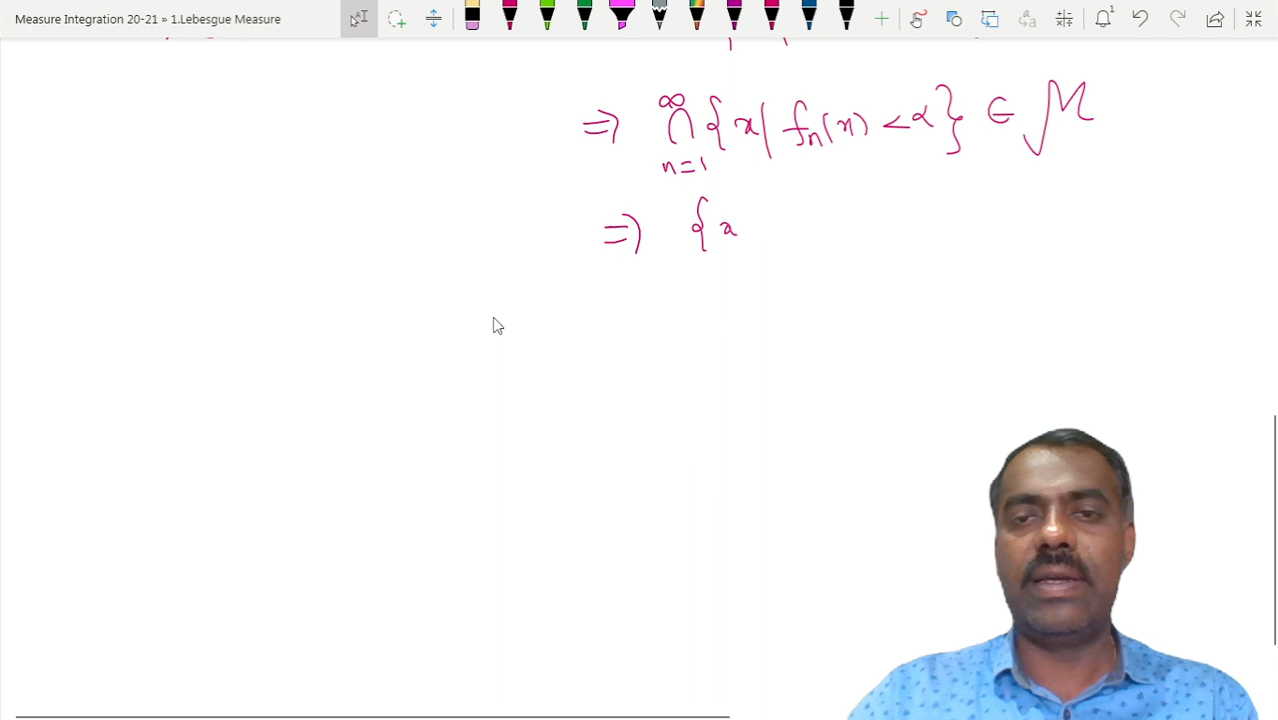 Measure Integration 20-21 » 1.Lebesgue Measure
⇒ ∞ ∩ n=1 {x| fn(x) < α} ∈ M
⇒ {x